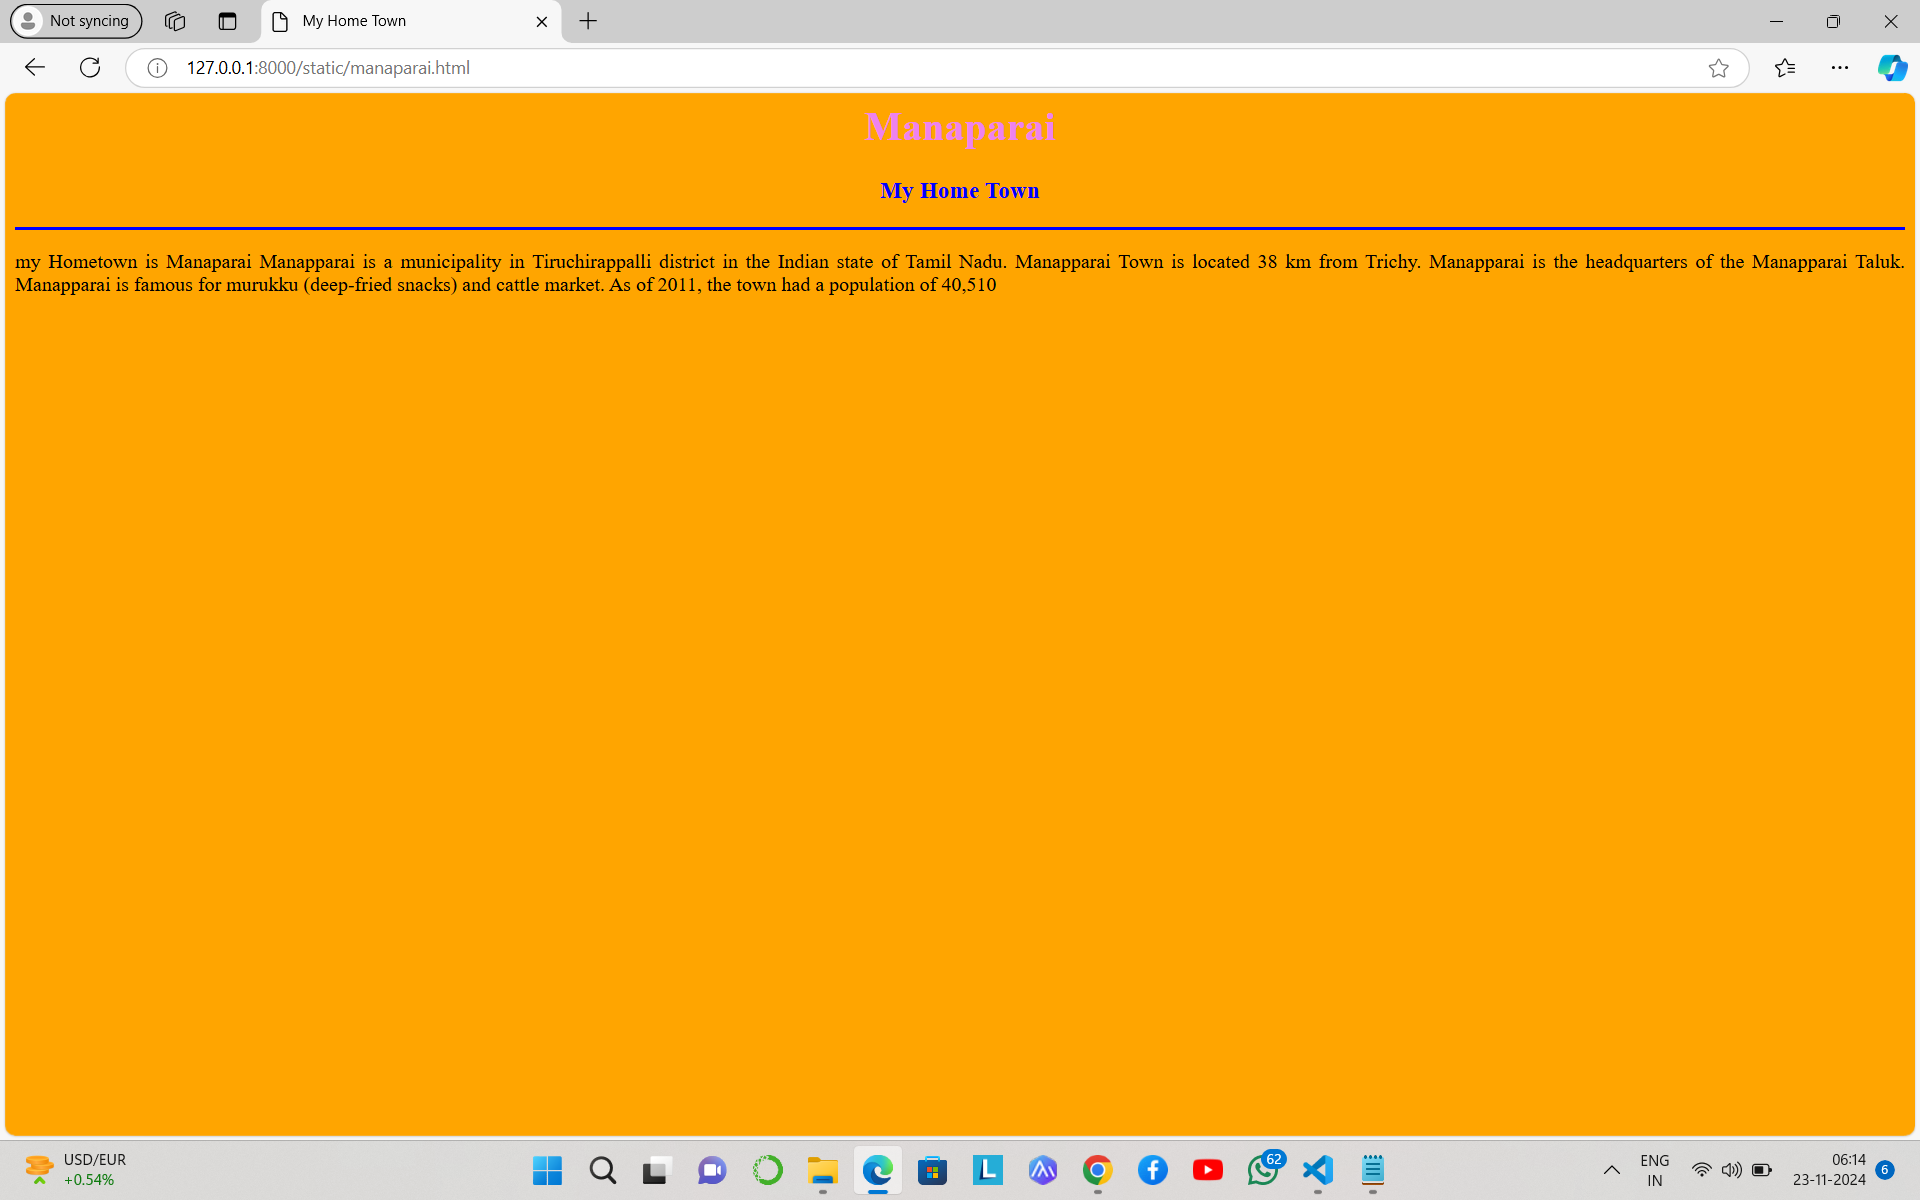 Not syncing
My Home Town
127.0.0.1:8000/static/manaparai.html
Manaparai
My Home Town
my Hometown is Manaparai Manapparai is a municipality in Tiruchirappalli district in the Indian state of Tamil Nadu. Manapparai Town is located 38 km from Trichy. Manapparai is the headquarters of the Manapparai Taluk.
Manapparai is famous for murukku (deep-fried snacks) and cattle market. As of 2011, the town had a population of 40,510
USD/EUR
+0.54%
L
62
ENG
IN
06:14
23-11-2024
6